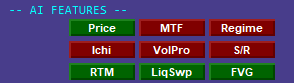 -- AI FEATURES --
Price MTF Regime
Ichi VolPro S/R
RTM LiqSwp FVG